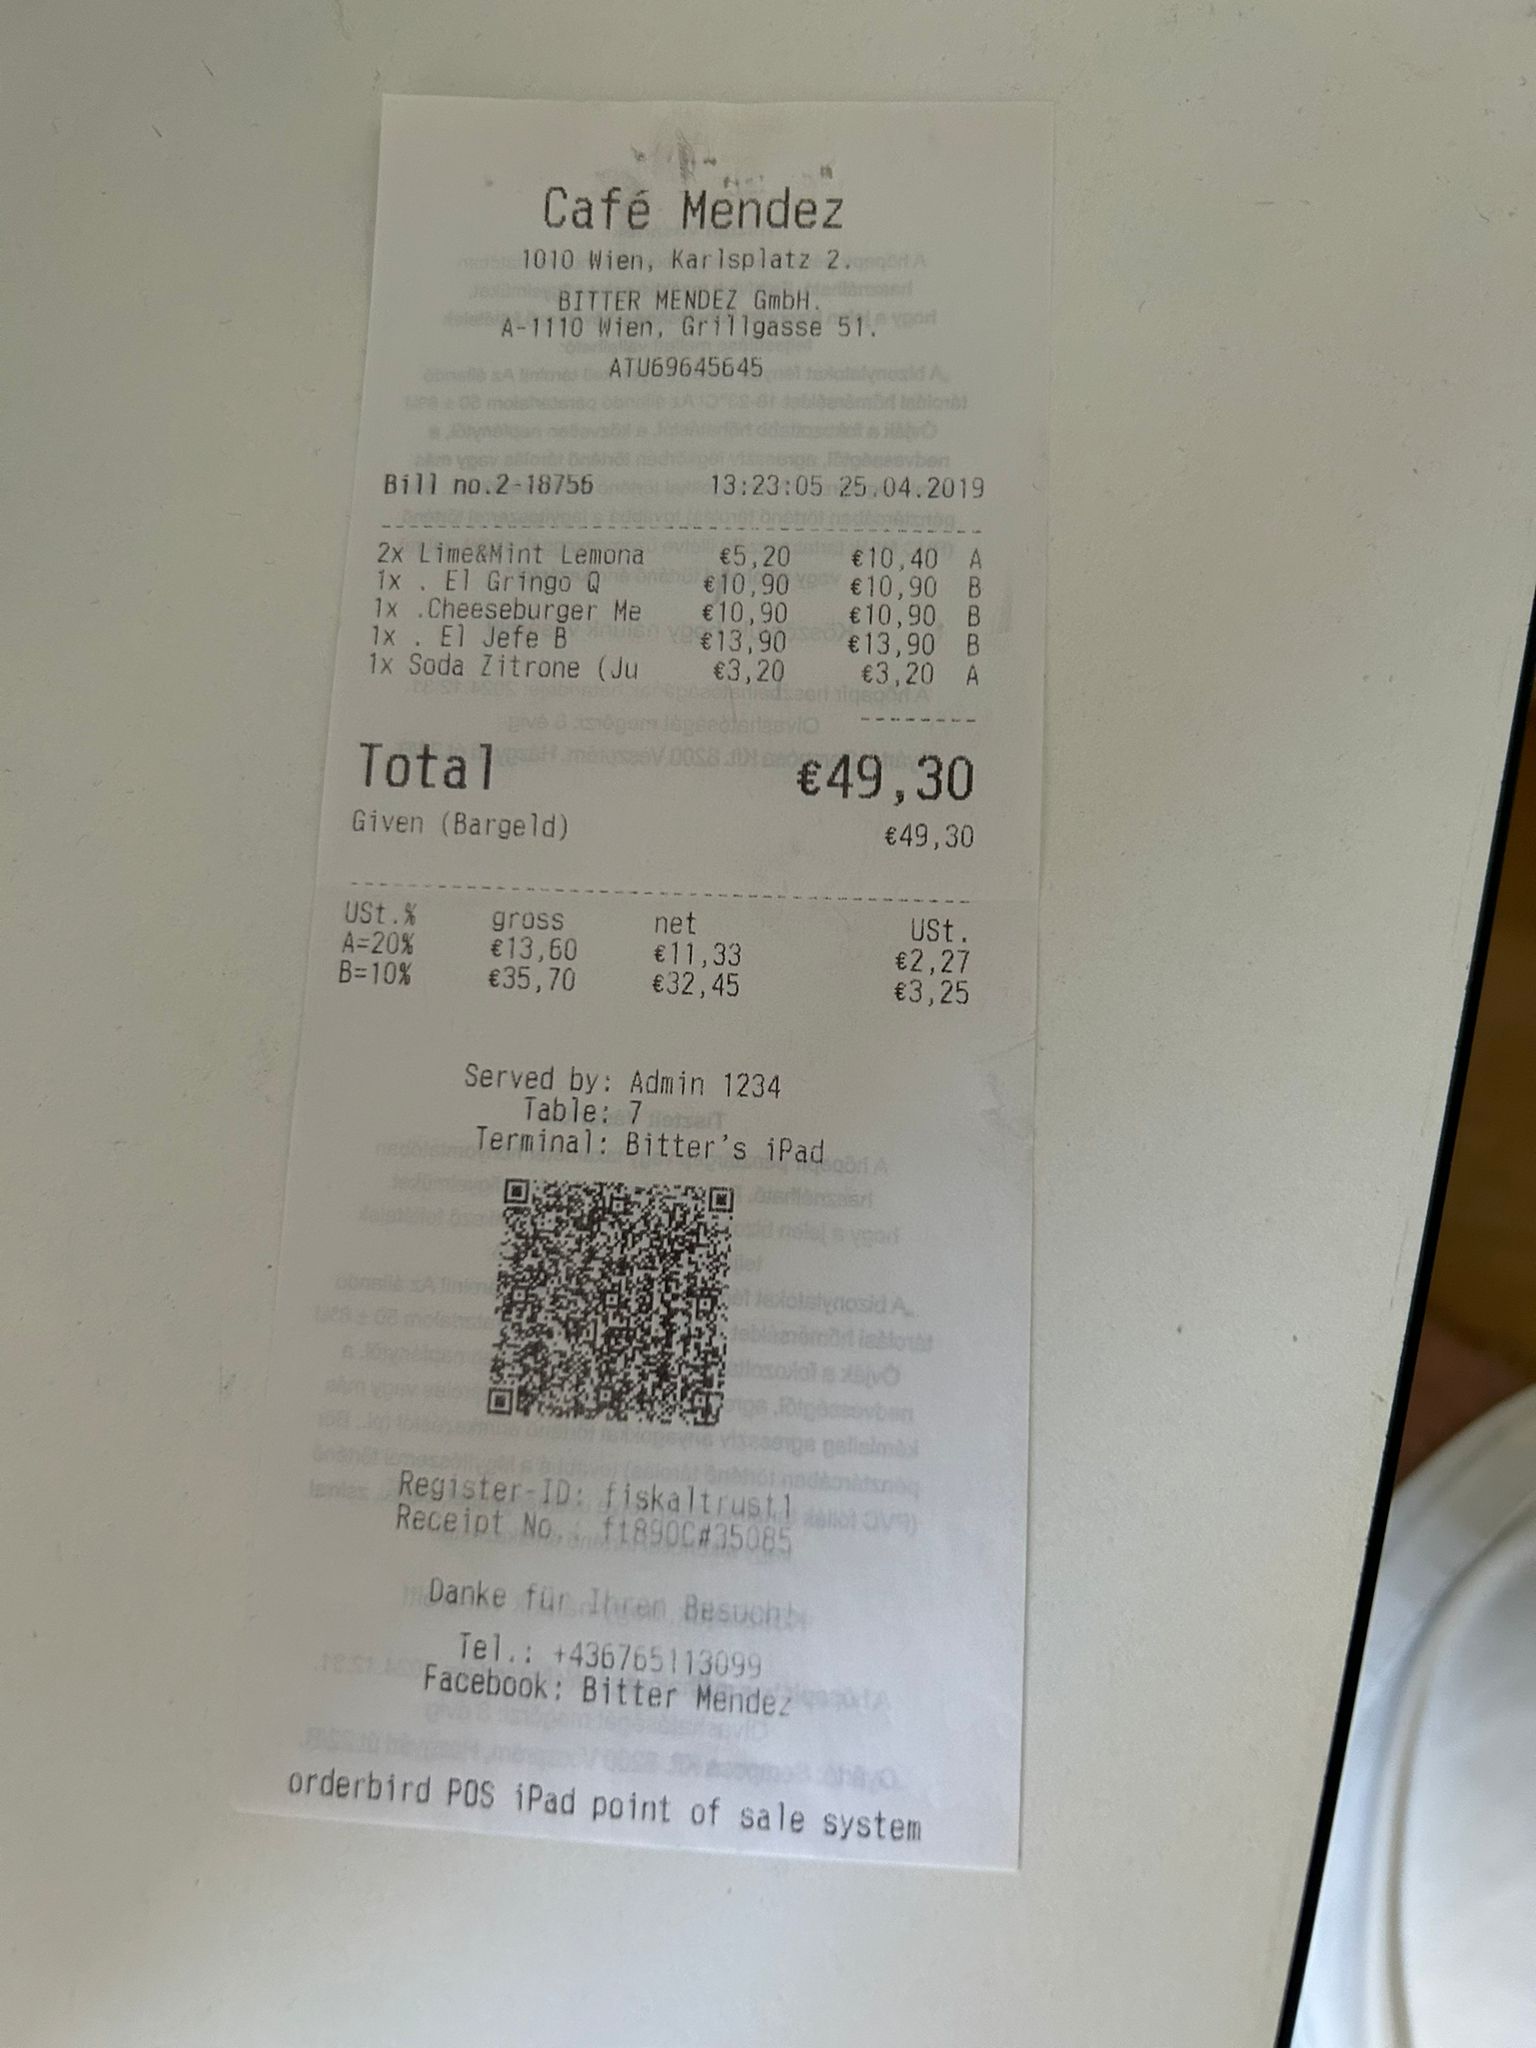 Café Mendez
1010 Wien, Karlsplatz 2.
BITTER MENDEZ GmbH.
A-1110 Wien, Grillgasse 51.
ATU69645645
Bill no.2-18756 13:23:05 25.04.2019
2x Lime&Mint Lemona €5,20 €10,40 A
1x . El Gringo Q €10,90 €10,90 B
1x .Cheeseburger Me €10,90 €10,90 B
1x . El Jefe B €13,90 €13,90 B
1x Soda Zitrone (Ju €3,20 €3,20 A
Total €49,30
Given (Bargeld) €49,30
USt.% gross net USt.
A=20% €13,60 €11,33 €2,27
B=10% €35,70 €32,45 €3,25
Served by: Admin 1234
Table: 7
Terminal: Bitter's iPad
Register-ID: fiskaltrust1
Receipt No.: ft890C#35085
Danke für Ihren Besuch!
Tel.: +436765113099
Facebook: Bitter Mendez
orderbird POS iPad point of sale system